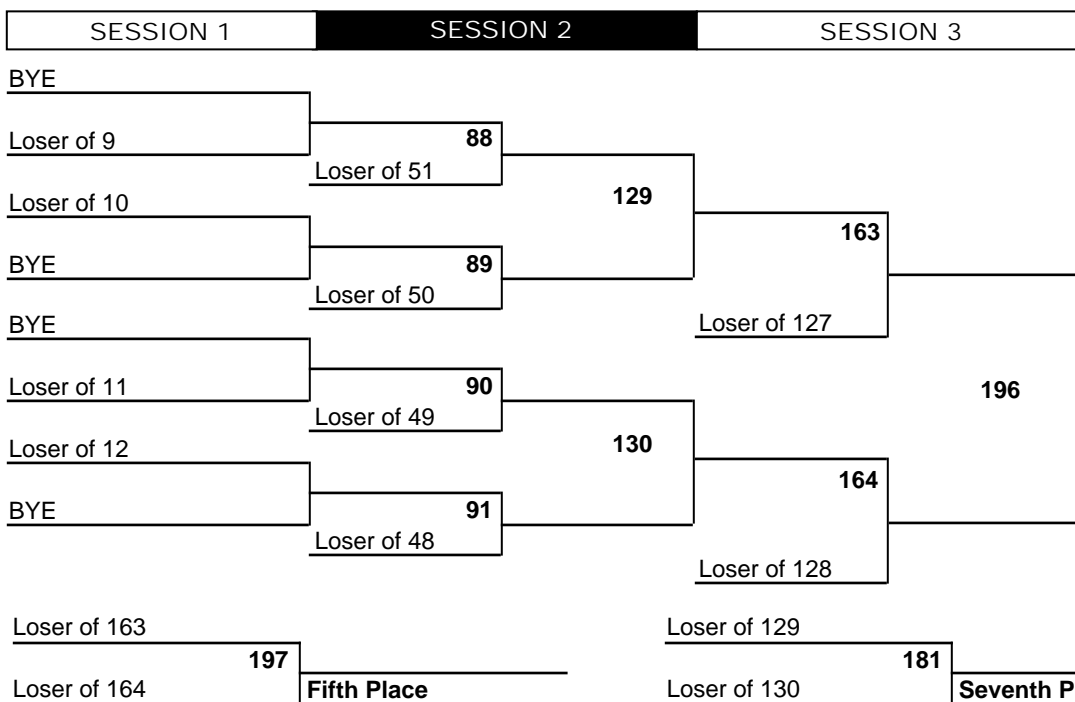 SESSION 1 SESSION 2 SESSION 3
BYE
Loser of 9
88
Loser of 51
129
Loser of 10
163
BYE
89
Loser of 50
BYE
Loser of 127
Loser of 11
90
196
Loser of 49
Loser of 12
130
164
BYE
91
Loser of 48
Loser of 128
Loser of 163
Loser of 129
197
181
Loser of 164
Fifth Place
Loser of 130
Seventh P